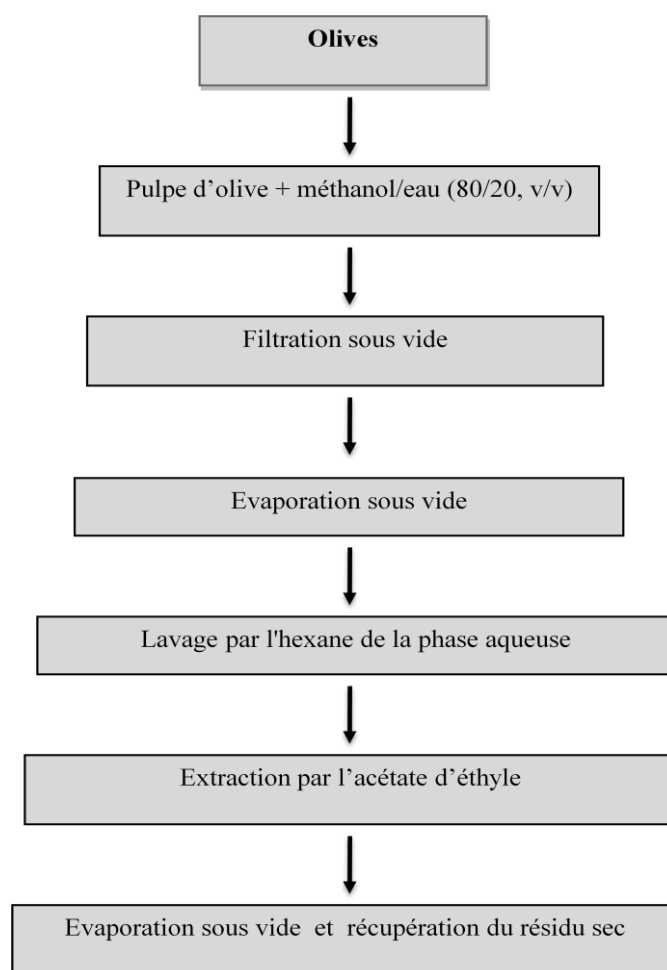 Olives
Pulpe d’olive + méthanol/eau (80/20, v/v)
Filtration sous vide
Evaporation sous vide
Lavage par l'hexane de la phase aqueuse
Extraction par l’acétate d’éthyle
Evaporation sous vide et récupération du résidu sec